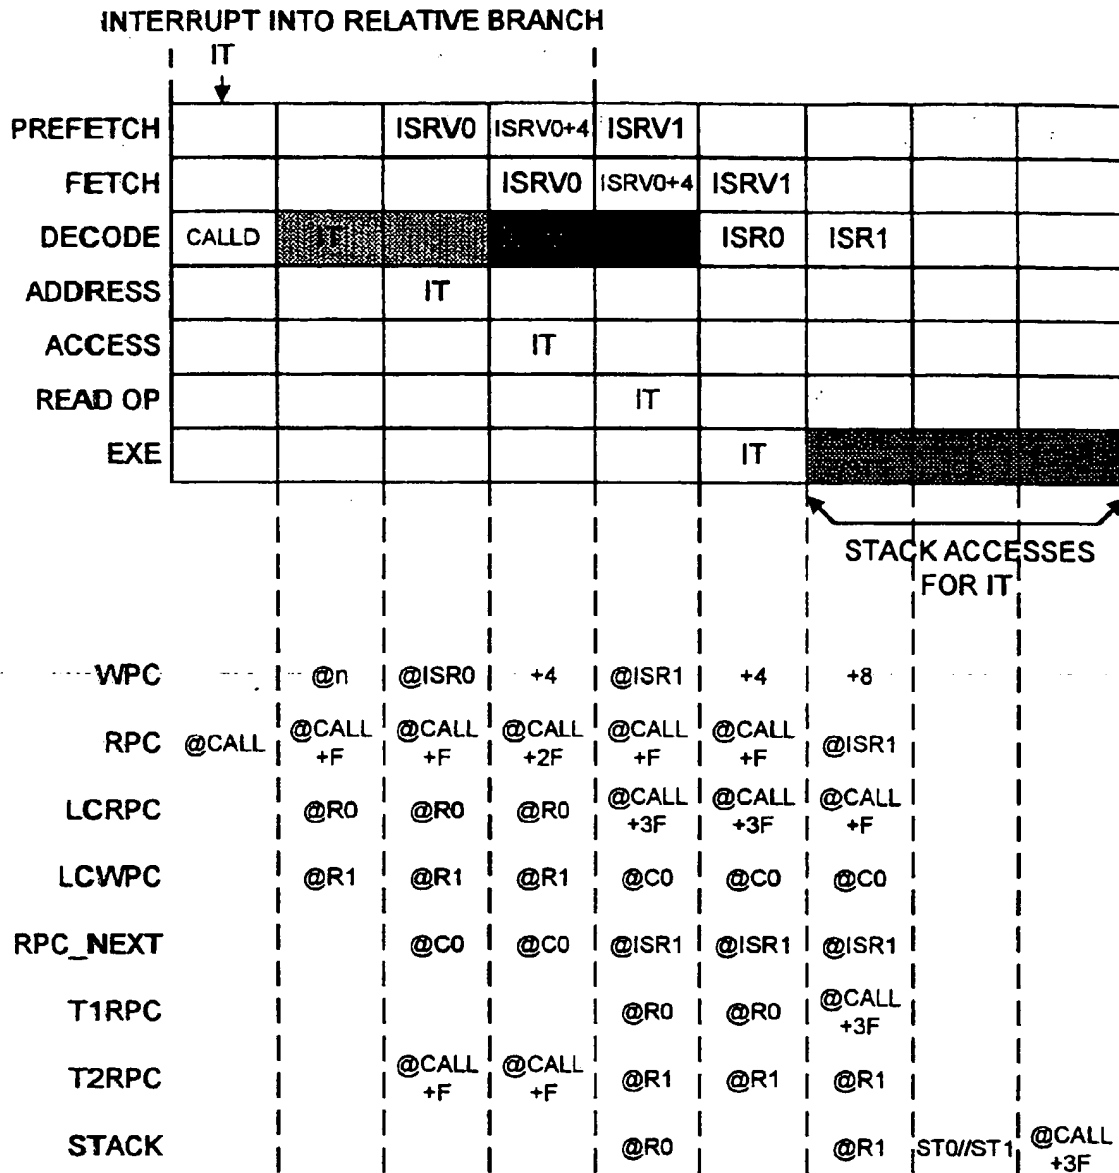 INTERRUPT INTO RELATIVE BRANCH
IT
PREFETCH ISRV0 ISRV0+4 ISRV1
FETCH ISRV0 ISRV0+4 ISRV1
DECODE CALLD IT ISR0 ISR1
ADDRESS IT
ACCESS IT
READ OP IT
EXE IT
STACK ACCESSES
FOR IT
WPC @n @ISR0 +4 @ISR1 +4 +8
RPC @CALL @CALL +F @CALL +F @CALL +2F @CALL +F @CALL +F @ISR1
LCRPC @R0 @R0 @R0 @CALL +3F @CALL +3F @CALL +F
LCWPC @R1 @R1 @R1 @C0 @C0 @C0
RPC_NEXT @C0 @C0 @ISR1 @ISR1 @ISR1
T1RPC @R0 @R0 @CALL +3F
T2RPC @CALL +F @CALL +F @R1 @R1 @R1
STACK @R0 @R1 ST0//ST1 @CALL +3F